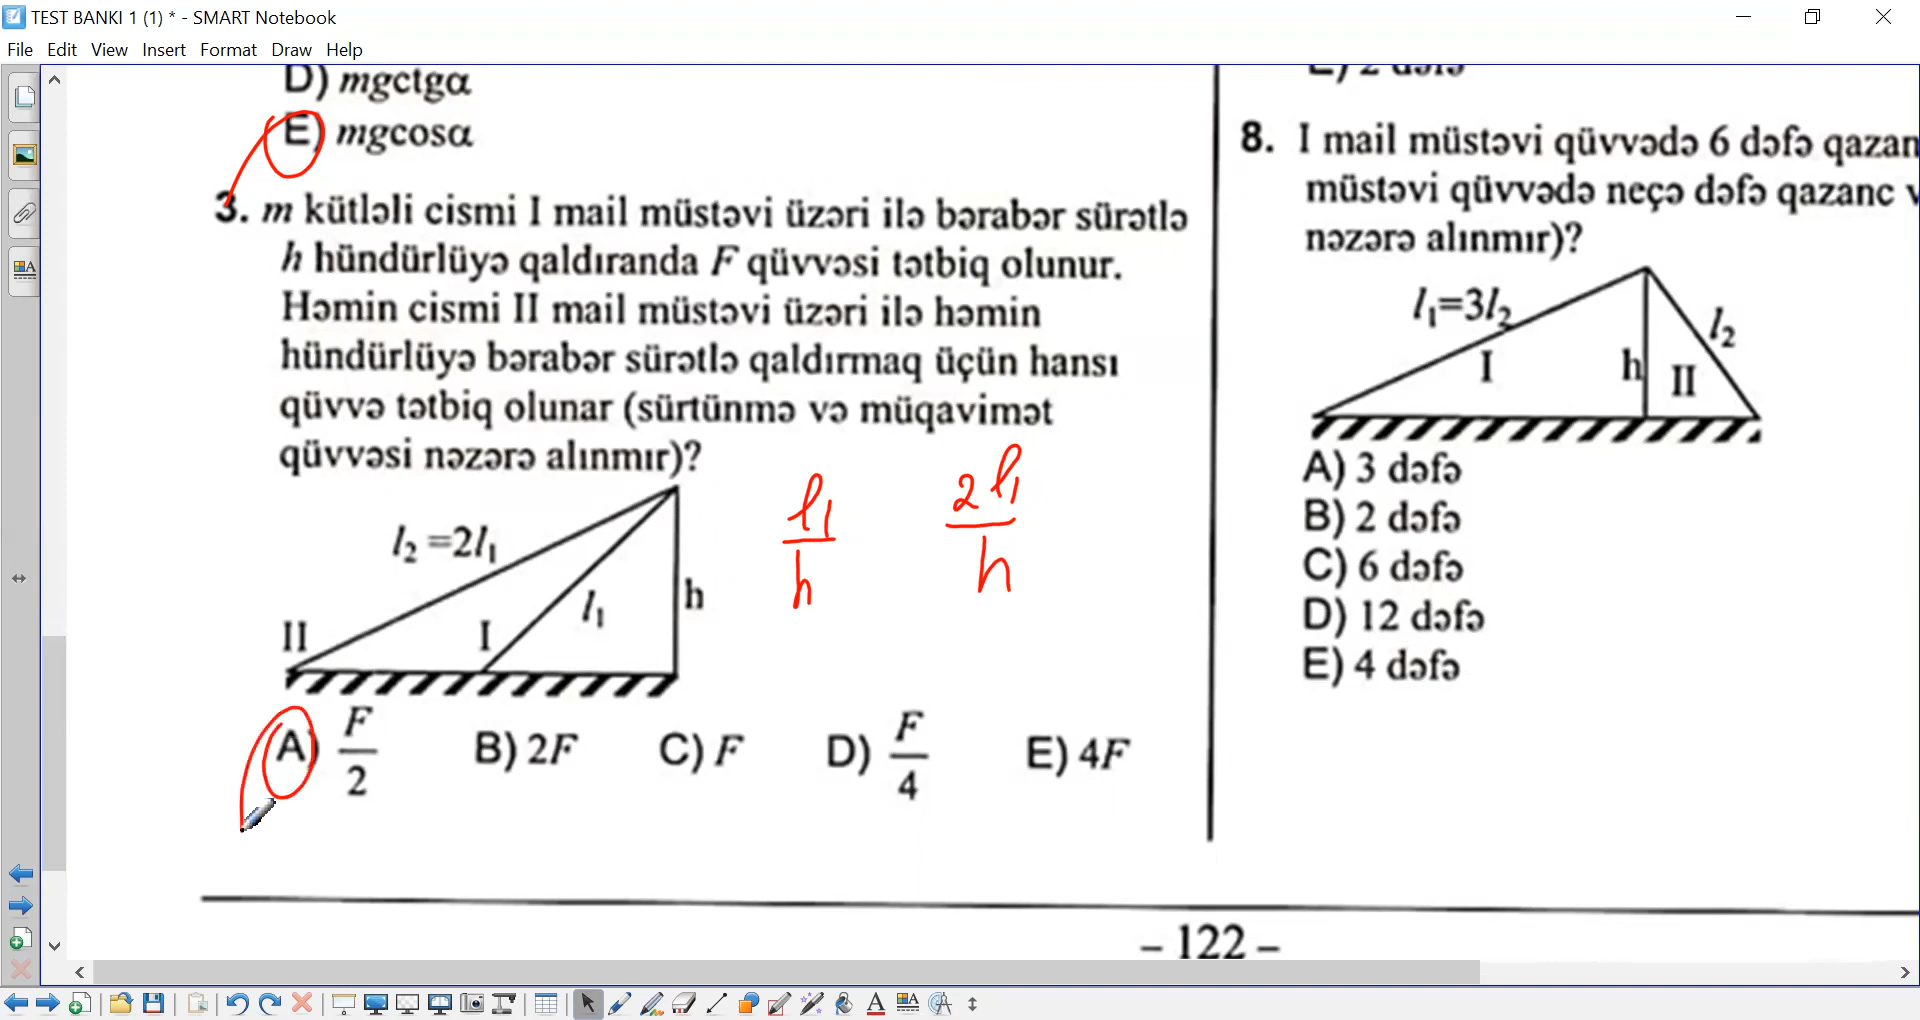 TEST BANKI 1 (1) * - SMART Notebook
File Edit View Insert Format Draw Help
D) mgctgα
E) mgcosα
3. m kütləli cismi I mail müstəvi üzəri ilə bərabər sürətlə
h hündürlüyə qaldıranda F qüvvəsi tətbiq olunur.
Həmin cismi II mail müstəvi üzəri ilə həmin
hündürlüyə bərabər sürətlə qaldırmaq üçün hansı
qüvvə tətbiq olunar (sürtünmə və müqavimət
qüvvəsi nəzərə alınmır)?
l₂ =2l₁
II I l₁ h
l₁/h 2l₁/h
A) F/2 B) 2F C) F D) F/4 E) 4F
E) 2 dəfə
8. I mail müstəvi qüvvədə 6 dəfə qazan
müstəvi qüvvədə neçə dəfə qazanc v
nəzərə alınmır)?
l₁=3l₂ l₂
I h II
A) 3 dəfə
B) 2 dəfə
C) 6 dəfə
D) 12 dəfə
E) 4 dəfə
– 122 –